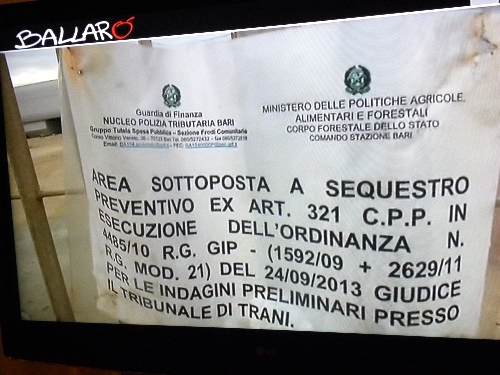 BALLARÒ
Guardia di Finanza
NUCLEO POLIZIA TRIBUTARIA BARI
Gruppo Tutela Spesa Pubblica - Sezione Frodi Comunitarie
MINISTERO DELLE POLITICHE AGRICOLE,
ALIMENTARI E FORESTALI
CORPO FORESTALE DELLO STATO
COMANDO STAZIONE BARI
AREA SOTTOPOSTA A SEQUESTRO
PREVENTIVO EX ART. 321 C.P.P. IN
ESECUZIONE DELL'ORDINANZA N.
4485/10 R.G. GIP - (1592/09 + 2629/11
R.G. MOD. 21) DEL 24/09/2013 GIUDICE
PER LE INDAGINI PRELIMINARI PRESSO
IL TRIBUNALE DI TRANI.
LG